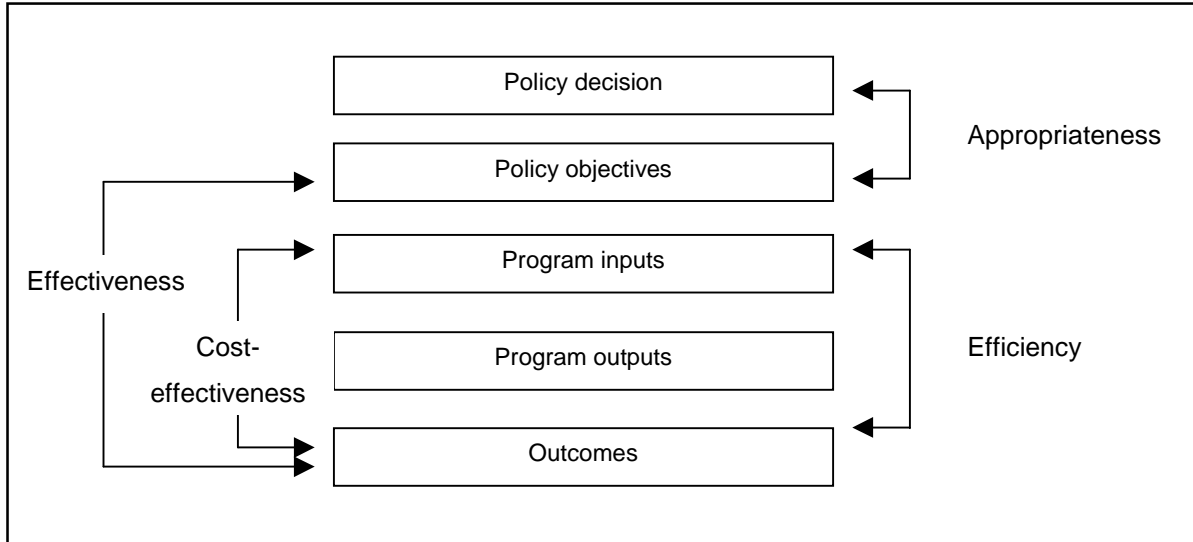 Policy decision
Appropriateness
Policy objectives
Effectiveness
Program inputs
Cost-
effectiveness
Program outputs
Efficiency
Outcomes